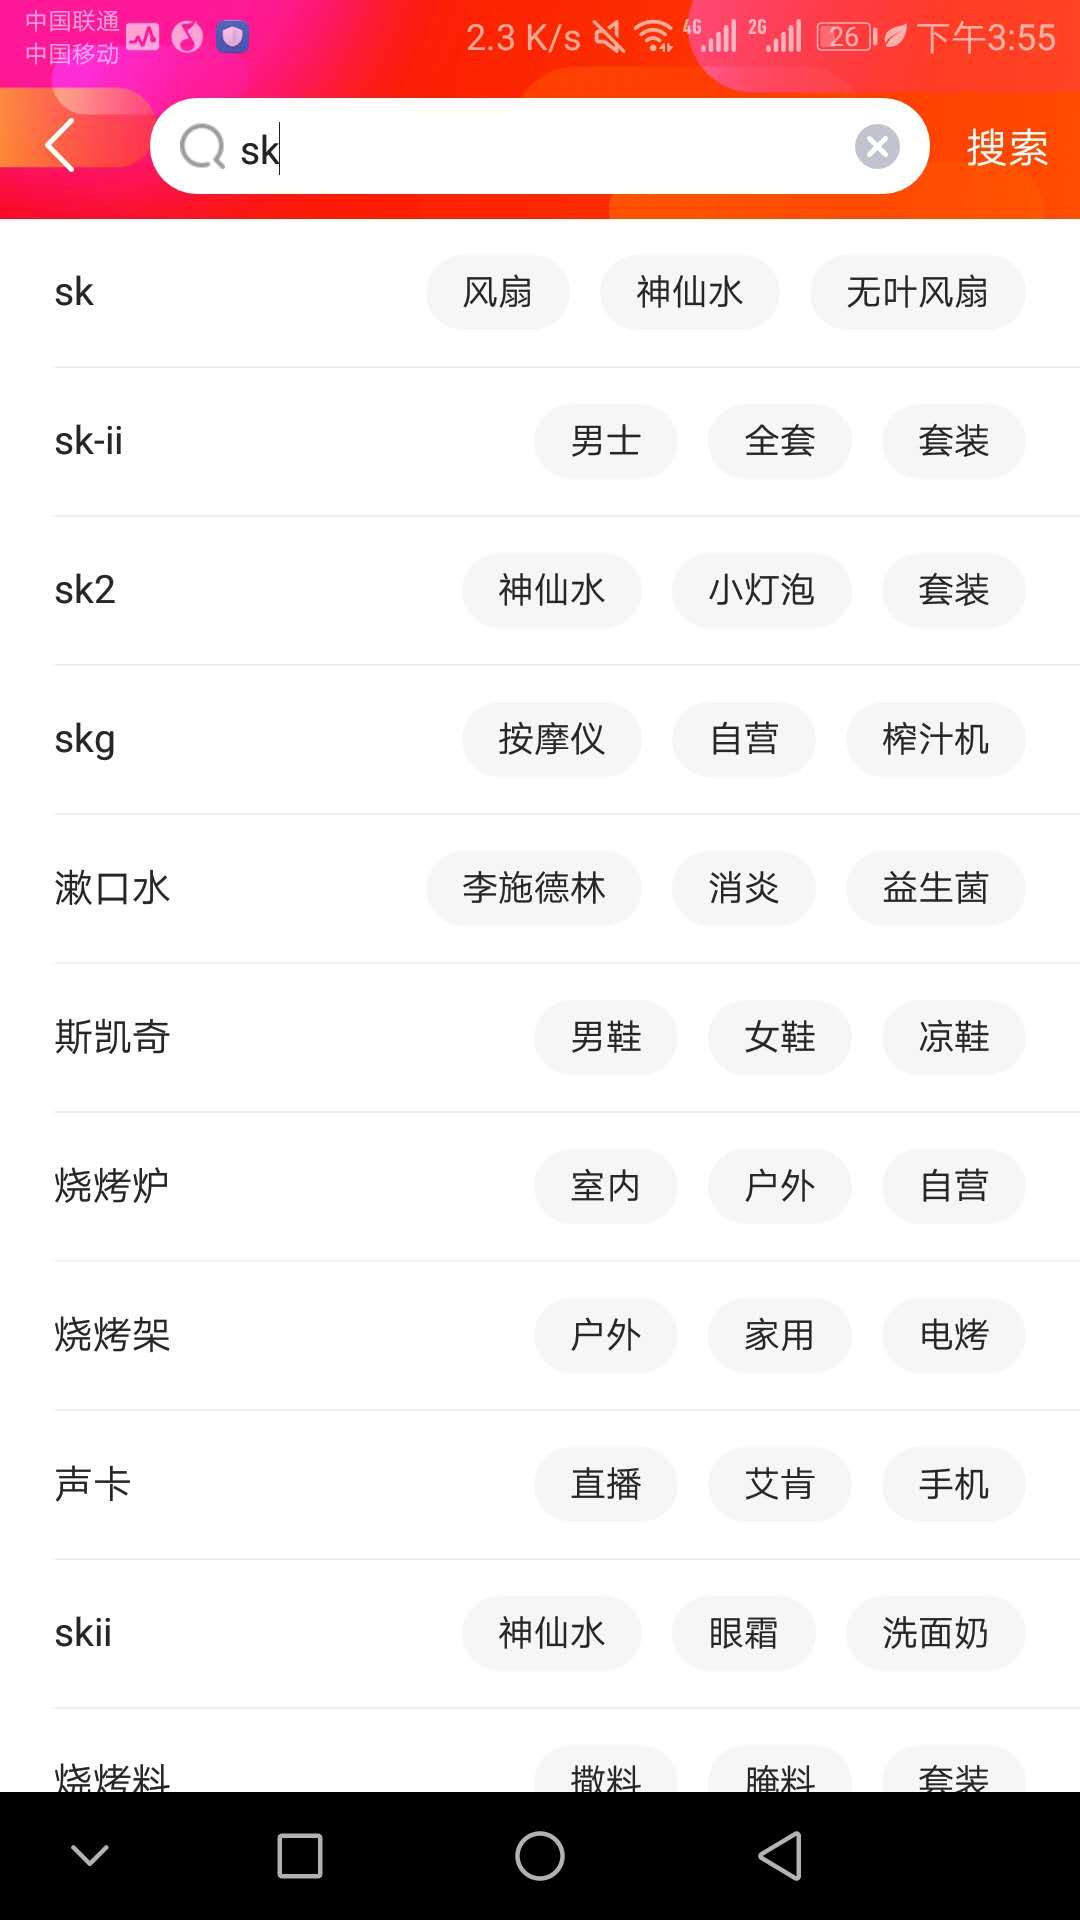 中国联通
中国移动
2.3 K/s 4G 2G 26 下午3:55
sk 搜索
sk 风扇 神仙水 无叶风扇
sk-ii 男士 全套 套装
sk2 神仙水 小灯泡 套装
skg 按摩仪 自营 榨汁机
漱口水 李施德林 消炎 益生菌
斯凯奇 男鞋 女鞋 凉鞋
烧烤炉 室内 户外 自营
烧烤架 户外 家用 电烤
声卡 直播 艾肯 手机
skii 神仙水 眼霜 洗面奶
烧烤料 撒料 腌料 套装